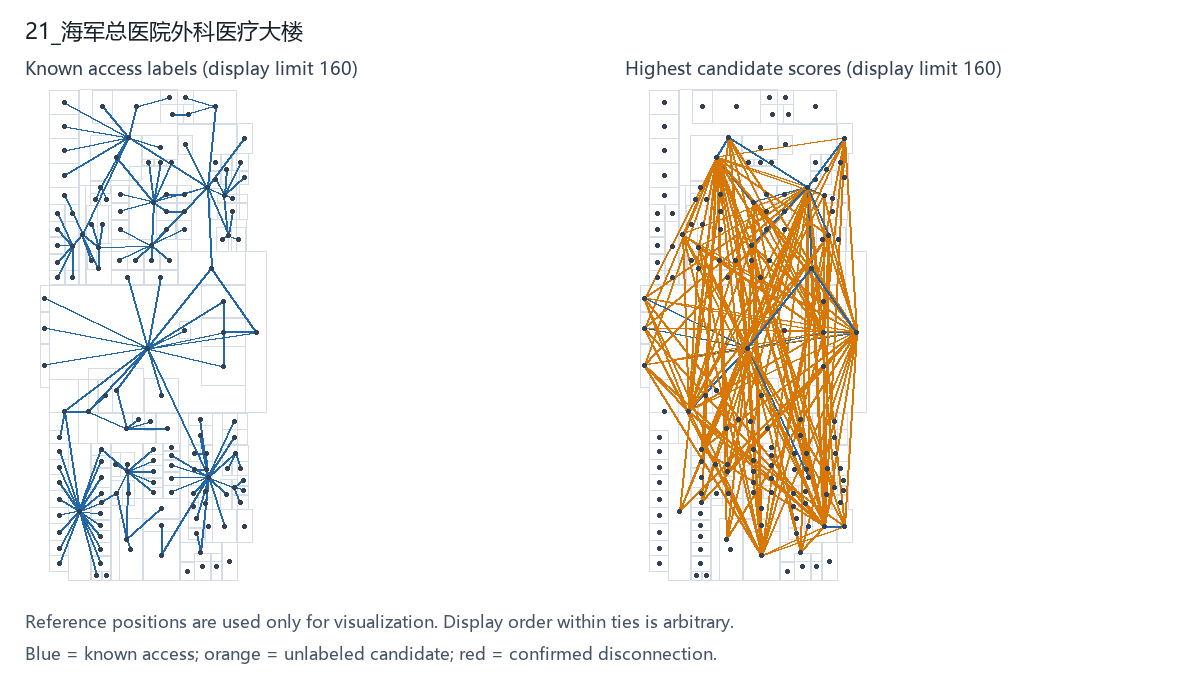 21_海军总医院外科医疗大楼
Known access labels (display limit 160)
Highest candidate scores (display limit 160)
Reference positions are used only for visualization. Display order within ties is arbitrary.
Blue = known access; orange = unlabeled candidate; red = confirmed disconnection.